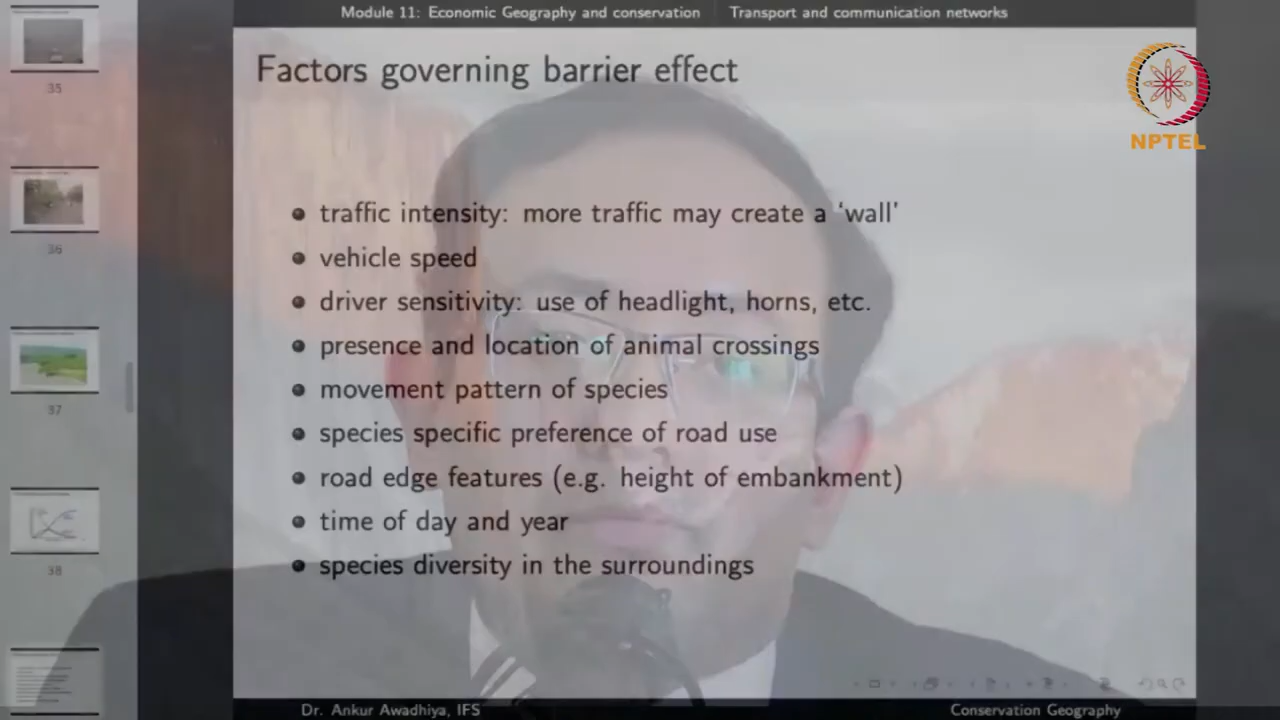 Module 11: Economic Geography and conservation Transport and communication networks
Factors governing barrier effect
NPTEL
35
36
37
38
traffic intensity: more traffic may create a ‘wall’
vehicle speed
driver sensitivity: use of headlight, horns, etc.
presence and location of animal crossings
movement pattern of species
species specific preference of road use
road edge features (e.g. height of embankment)
time of day and year
species diversity in the surroundings
Dr. Ankur Awadhiya, IFS Conservation Geography